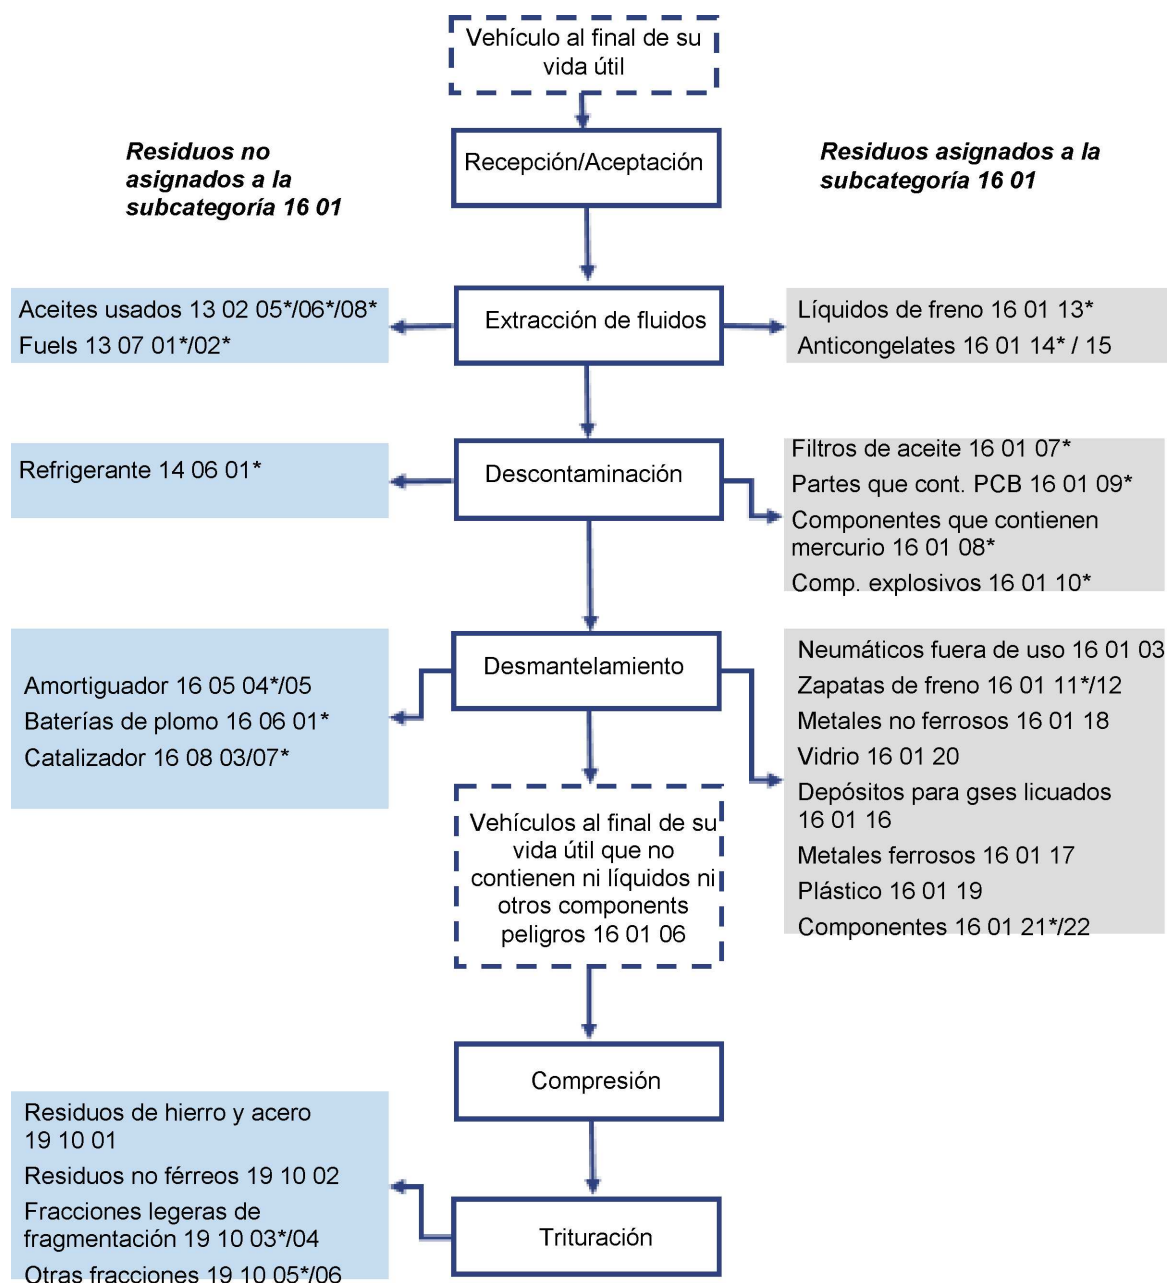 Vehículo al final de su
vida útil
Residuos no
asignados a la
subcategoría 16 01
Recepción/Aceptación
Residuos asignados a la
subcategoría 16 01
Aceites usados 13 02 05*/06*/08*
Fuels 13 07 01*/02*
Extracción de fluidos
Líquidos de freno 16 01 13*
Anticongelates 16 01 14* / 15
Refrigerante 14 06 01*
Descontaminación
Filtros de aceite 16 01 07*
Partes que cont. PCB 16 01 09*
Componentes que contienen
mercurio 16 01 08*
Comp. explosivos 16 01 10*
Amortiguador 16 05 04*/05
Baterías de plomo 16 06 01*
Catalizador 16 08 03/07*
Desmantelamiento
Neumáticos fuera de uso 16 01 03
Zapatas de freno 16 01 11*/12
Metales no ferrosos 16 01 18
Vidrio 16 01 20
Depósitos para gses licuados
16 01 16
Metales ferrosos 16 01 17
Plástico 16 01 19
Componentes 16 01 21*/22
Vehículos al final de su
vida útil que no
contienen ni líquidos ni
otros components
peligros 16 01 06
Compresión
Residuos de hierro y acero
19 10 01
Residuos no férreos 19 10 02
Fracciones legeras de
fragmentación 19 10 03*/04
Otras fracciones 19 10 05*/06
Trituración